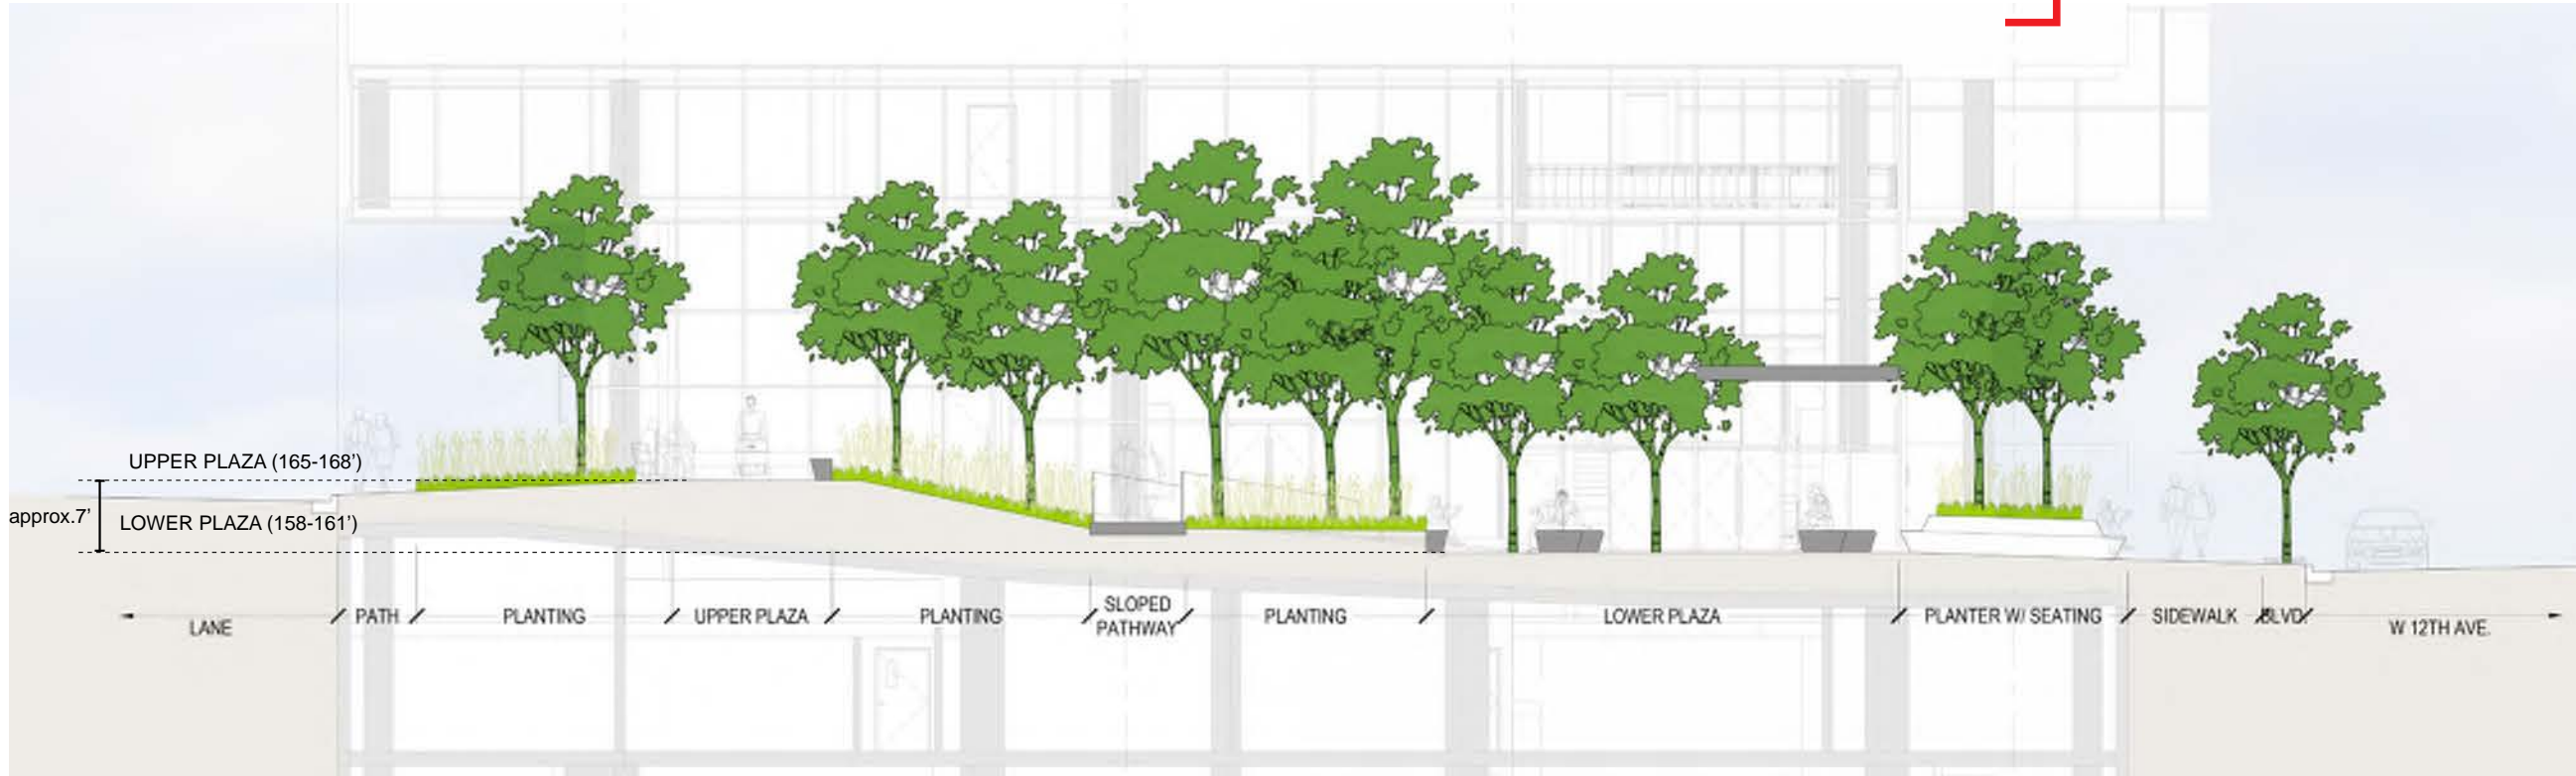 UPPER PLAZA (165-168')
approx.7'
LOWER PLAZA (158-161')
LANE
PATH
PLANTING
UPPER PLAZA
PLANTING
SLOPED
PATHWAY
PLANTING
LOWER PLAZA
PLANTER W/ SEATING
SIDEWALK
BLVD
W 12TH AVE.